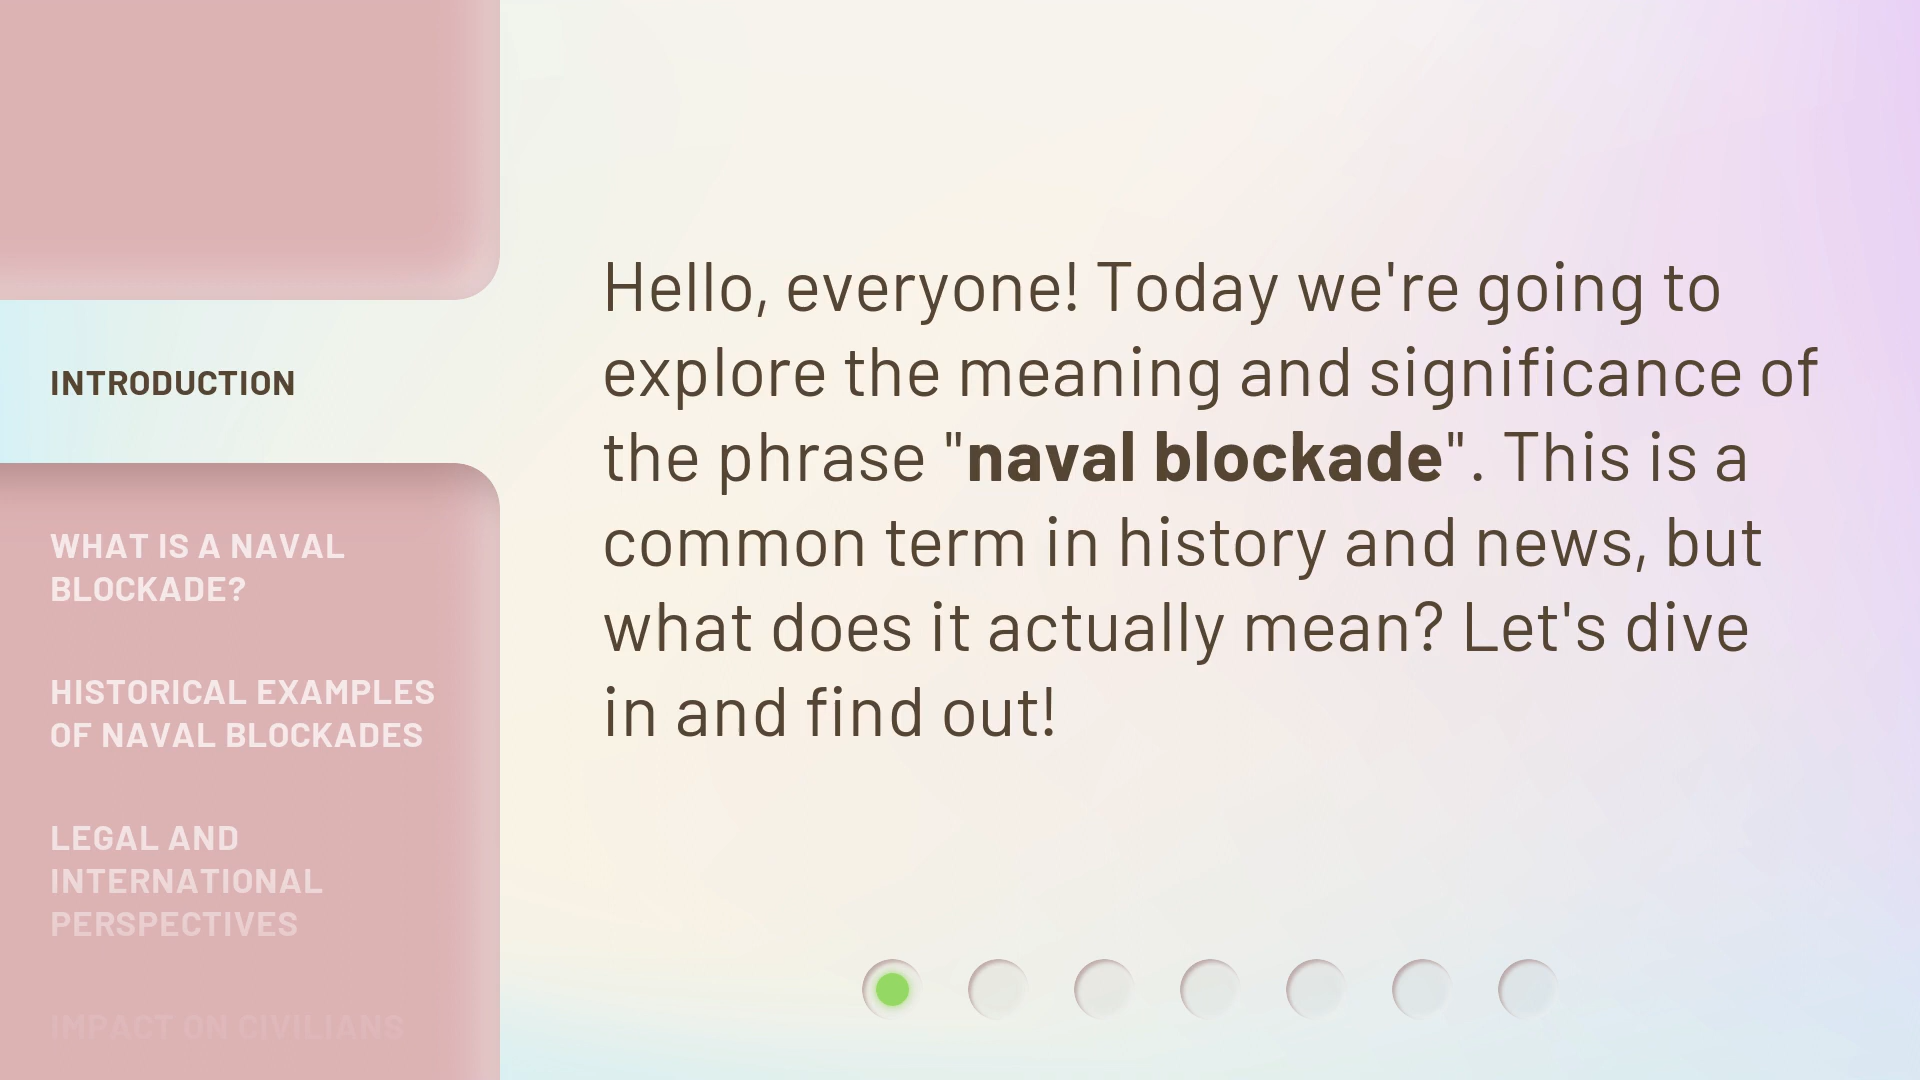 INTRODUCTION
WHAT IS A NAVAL
BLOCKADE?
HISTORICAL EXAMPLES
OF NAVAL BLOCKADES
LEGAL AND
INTERNATIONAL
PERSPECTIVES
IMPACT ON CIVILIANS
Hello, everyone! Today we're going to
explore the meaning and significance of
the phrase "naval blockade". This is a
common term in history and news, but
what does it actually mean? Let's dive
in and find out!